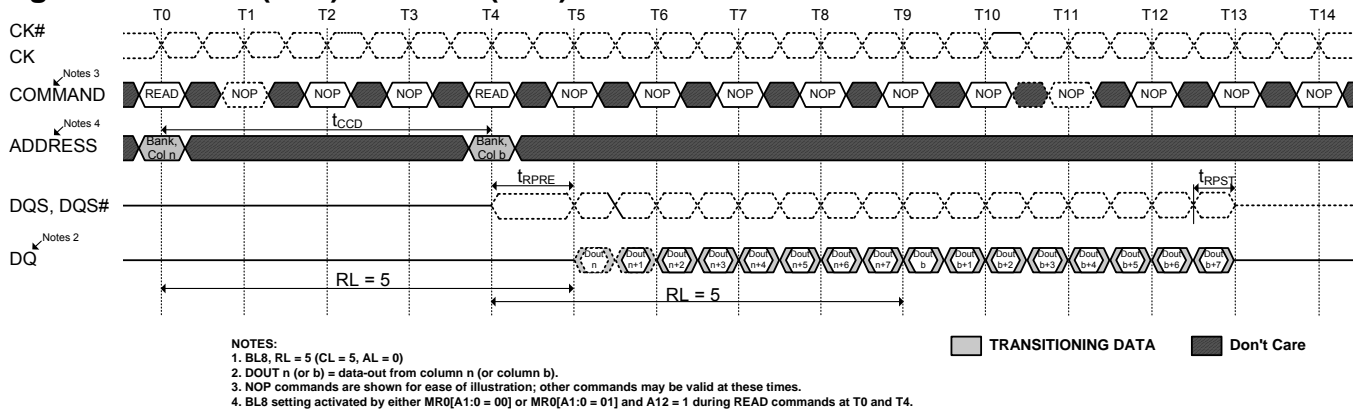 T0 T1 T2 T3 T4 T5 T6 T7 T8 T9 T10 T11 T12 T13 T14
CK#
CK
Notes 3
COMMAND
READ NOP NOP NOP READ NOP NOP NOP NOP NOP NOP NOP NOP NOP NOP
Notes 4
tCCD
ADDRESS
Bank, Col n
Bank, Col b
tRPRE
tRPST
DQS, DQS#
Notes 2
DQ
Dout n Dout n+1 Dout n+2 Dout n+3 Dout n+4 Dout n+5 Dout n+6 Dout n+7 Dout b Dout b+1 Dout b+2 Dout b+3 Dout b+4 Dout b+5 Dout b+6 Dout b+7
RL = 5
RL = 5
NOTES:
1. BL8, RL = 5 (CL = 5, AL = 0)
2. DOUT n (or b) = data-out from column n (or column b).
3. NOP commands are shown for ease of illustration; other commands may be valid at these times.
4. BL8 setting activated by either MR0[A1:0 = 00] or MR0[A1:0 = 01] and A12 = 1 during READ commands at T0 and T4.
TRANSITIONING DATA
Don't Care